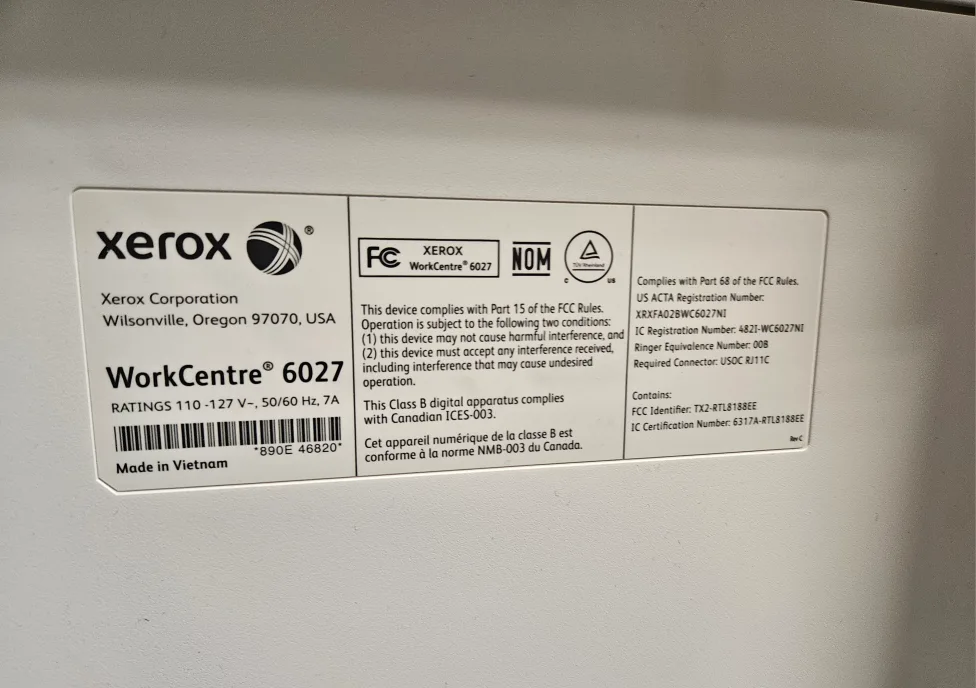 xerox ®
Xerox Corporation
Wilsonville, Oregon 97070, USA
WorkCentre® 6027
RATINGS 110 -127 V~, 50/60 Hz, 7A
*890E 46820*
Made in Vietnam
FC XEROX
WorkCentre® 6027
NOM
TÜV Rheinland
C US
This device complies with Part 15 of the FCC Rules.
Operation is subject to the following two conditions:
(1) this device may not cause harmful interference, and
(2) this device must accept any interference received,
including interference that may cause undesired
operation.
This Class B digital apparatus complies
with Canadian ICES-003.
Cet appareil numérique de la classe B est
conforme à la norme NMB-003 du Canada.
Complies with Part 68 of the FCC Rules.
US ACTA Registration Number:
XRXFA02BWC6027NI
IC Registration Number: 482I-WC6027NI
Ringer Equivalence Number: 00B
Required Connector: USOC RJ11C
Contains:
FCC Identifier: TX2-RTL8188EE
IC Certification Number: 6317A-RTL8188EE
Rev C